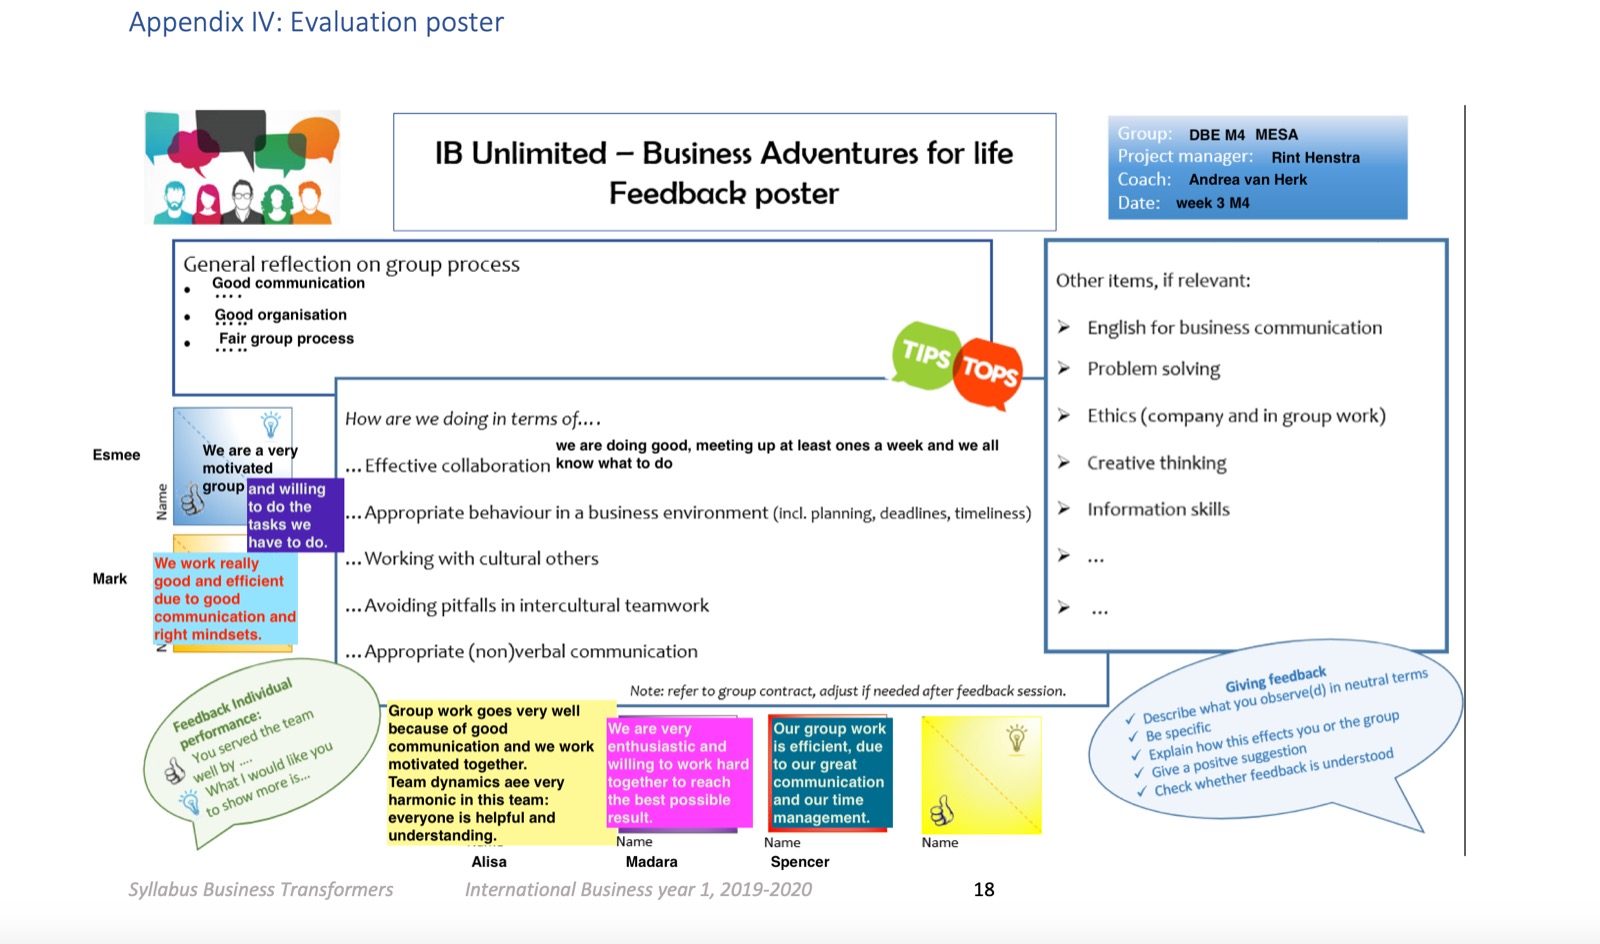 Appendix IV: Evaluation poster
IB Unlimited – Business Adventures for life
Feedback poster
Group: DBE M4 MESA
Project manager: Rint Henstra
Coach: Andrea van Herk
Date: week 3 M4
General reflection on group process
• Good communication
....
• Good organisation
.....
• Fair group process
.....
TIPS
TOPS
Other items, if relevant:
➤ English for business communication
➤ Problem solving
➤ Ethics (company and in group work)
➤ Creative thinking
➤ Information skills
➤ ...
➤ ...
How are we doing in terms of....
...Effective collaboration
we are doing good, meeting up at least ones a week and we all
know what to do
...Appropriate behaviour in a business environment (incl. planning, deadlines, timeliness)
...Working with cultural others
...Avoiding pitfalls in intercultural teamwork
...Appropriate (non)verbal communication
Note: refer to group contract, adjust if needed after feedback session.
Esmee
Name
We are a very
motivated
group
and willing
to do the
tasks we
have to do.
Mark
We work really
good and efficient
due to good
communication and
right mindsets.
N
Feedback Individual
performance:
You served the team
well by ....
What I would like you
to show more is...
Group work goes very well
because of good
communication and we work
motivated together.
Team dynamics aee very
harmonic in this team:
everyone is helpful and
understanding.
Alisa
We are very
enthusiastic and
willing to work hard
together to reach
the best possible
result.
Name
Madara
Our group work
is efficient, due
to our great
communication
and our time
management.
Name
Spencer
Name
Giving feedback
✓ Describe what you observe(d) in neutral terms
✓ Be specific
✓ Explain how this effects you or the group
✓ Give a positve suggestion
✓ Check whether feedback is understood
Syllabus Business Transformers
International Business year 1, 2019-2020
18